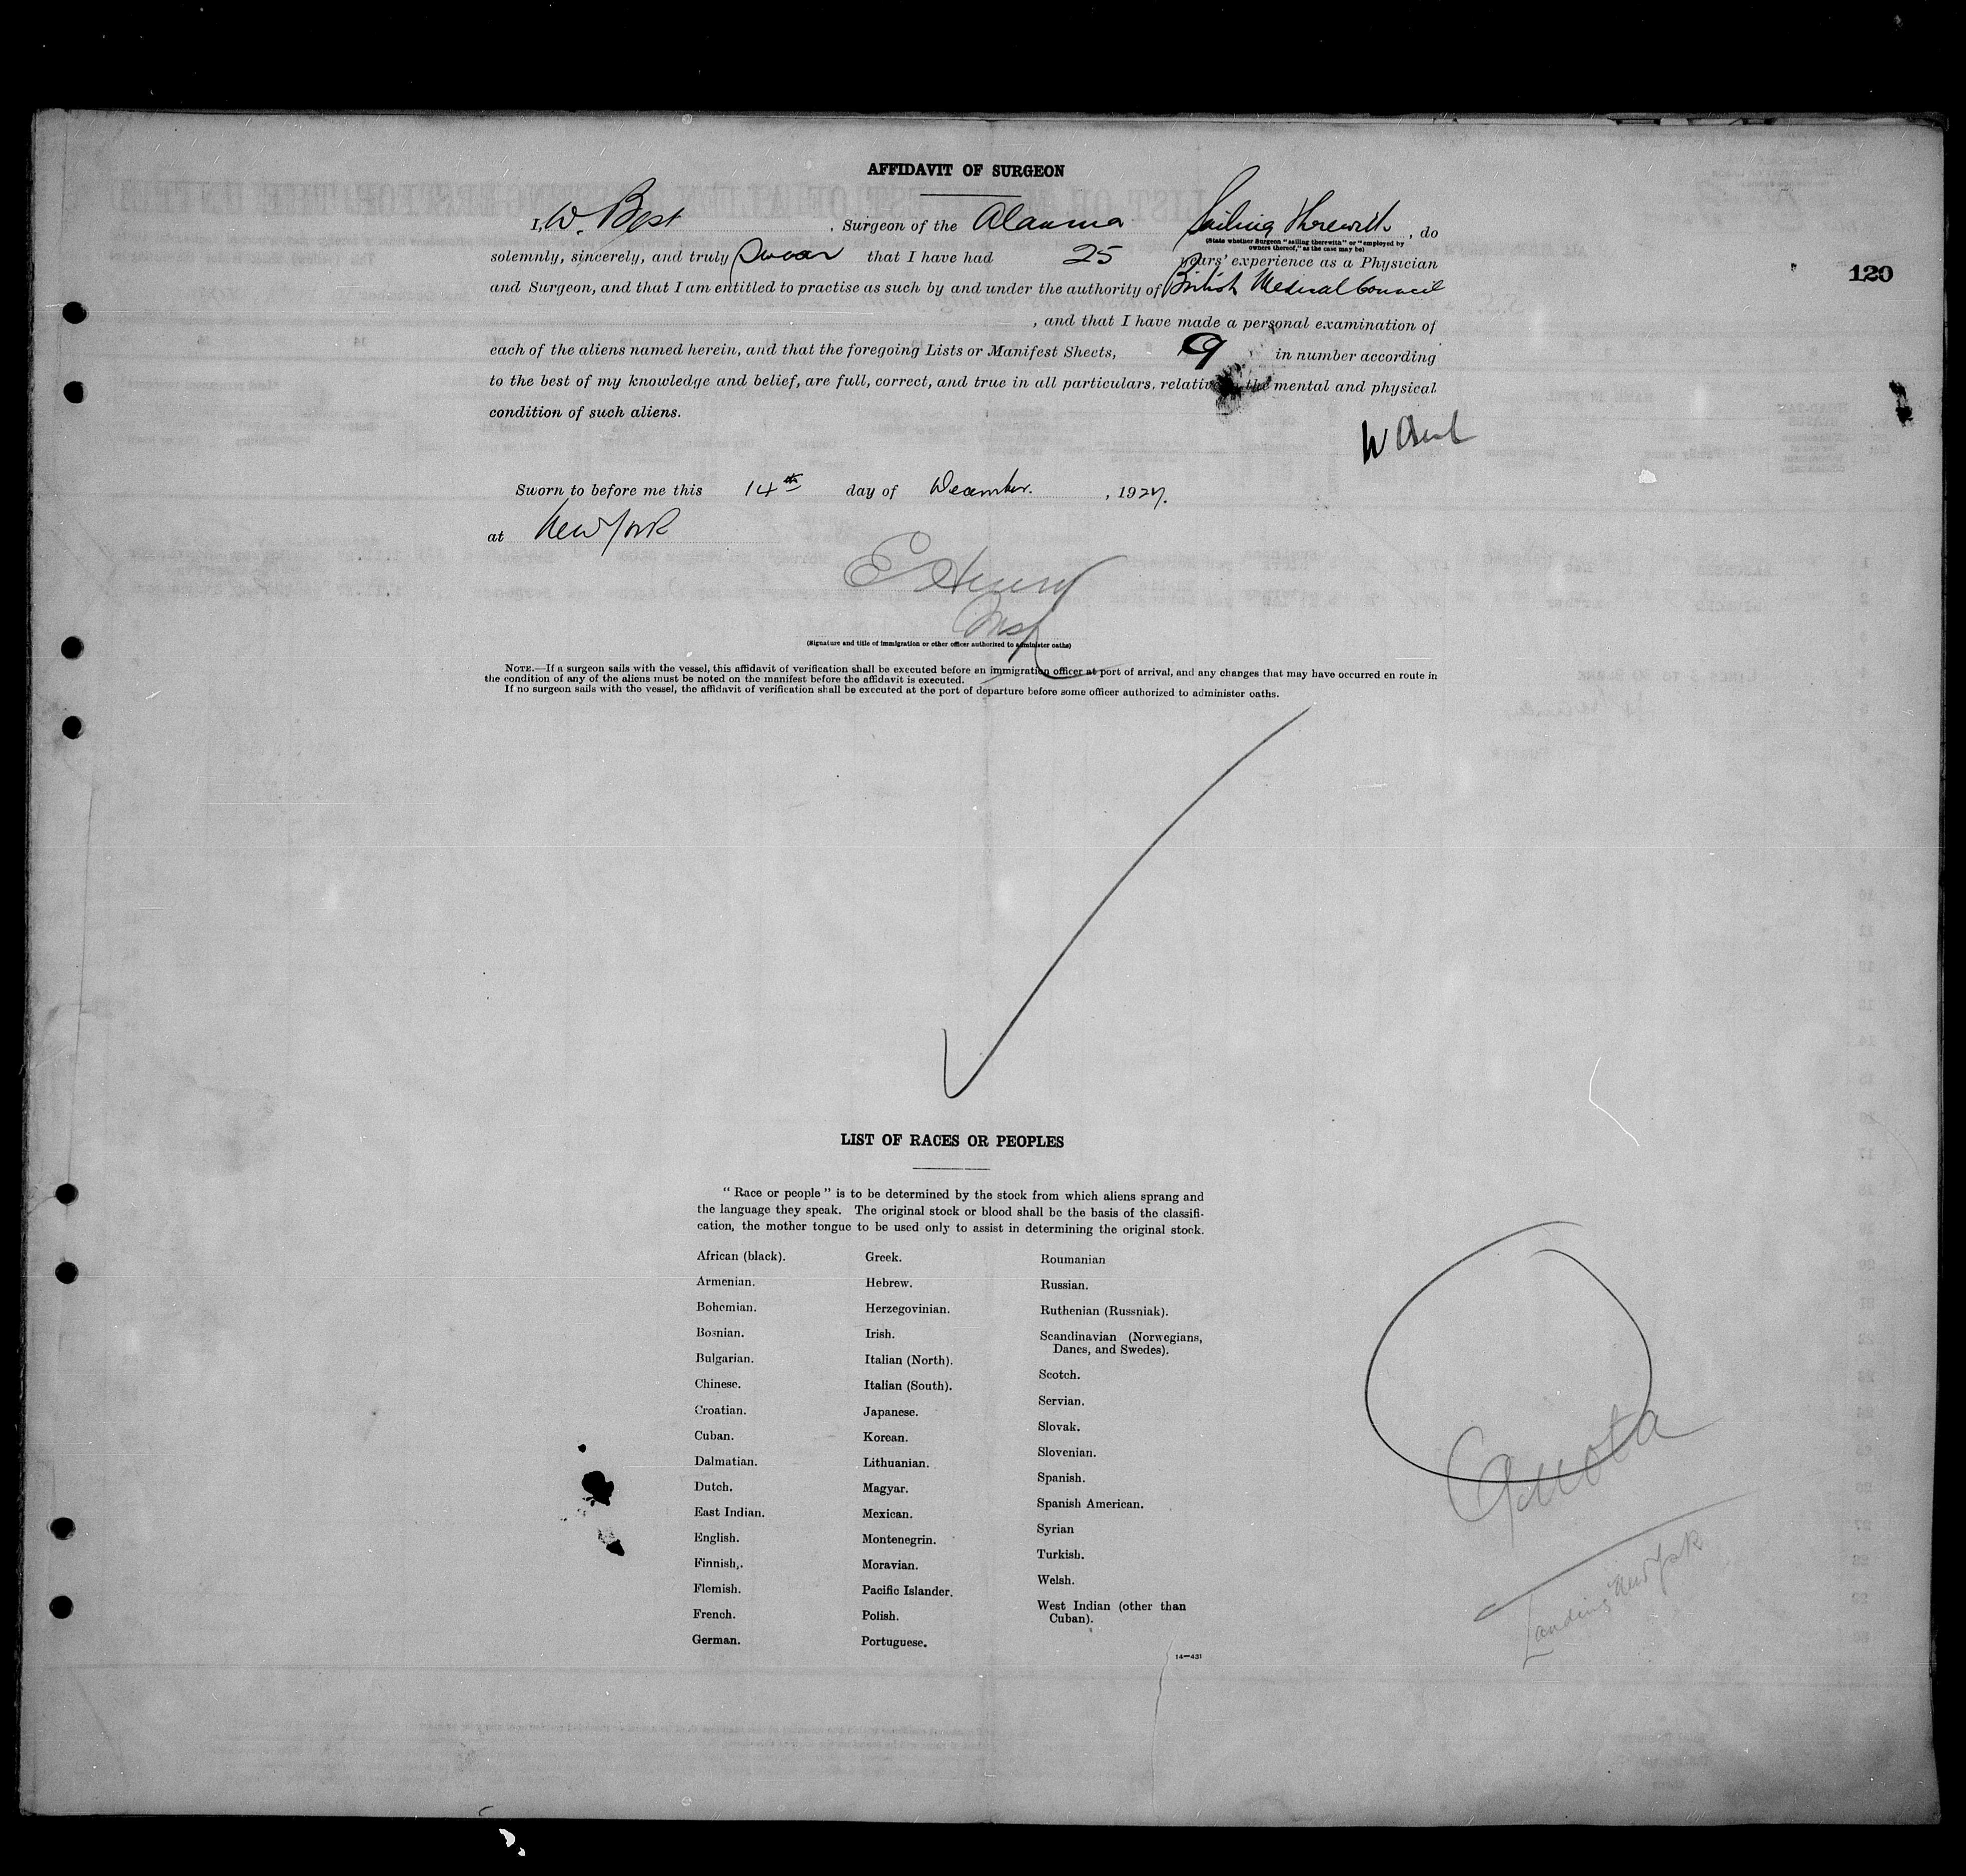 AFFIDAVIT OF SURGEON
I, W. Best, Surgeon of the Alaunia Sailing Therewith, do
(State whether Surgeon "sailing therewith" or "employed by
owners thereof," as the case may be)
solemnly, sincerely, and truly swear that I have had 25 years' experience as a Physician
120
and Surgeon, and that I am entitled to practise as such by and under the authority of British Medical Council
, and that I have made a personal examination of
each of the aliens named herein, and that the foregoing Lists or Manifest Sheets, 9 in number according
to the best of my knowledge and belief, are full, correct, and true in all particulars, relative to the mental and physical
condition of such aliens.
W Best
Sworn to before me this 14th day of December, 1927.
at New York
Insp
(Signature and title of immigration or other officer authorized to administer oaths)
NOTE.—If a surgeon sails with the vessel, this affidavit of verification shall be executed before an immigration officer at port of arrival, and any changes that may have occurred en route in
the condition of any of the aliens must be noted on the manifest before the affidavit is executed.
If no surgeon sails with the vessel, the affidavit of verification shall be executed at the port of departure before some officer authorized to administer oaths.
LIST OF RACES OR PEOPLES
"Race or people" is to be determined by the stock from which aliens sprang and
the language they speak. The original stock or blood shall be the basis of the classifi-
cation, the mother tongue to be used only to assist in determining the original stock.
African (black).
Armenian.
Bohemian.
Bosnian.
Bulgarian.
Chinese.
Croatian.
Cuban.
Dalmatian.
Dutch.
East Indian.
English.
Finnish,.
Flemish.
French.
German.
Greek.
Hebrew.
Herzegovinian.
Irish.
Italian (North).
Italian (South).
Japanese.
Korean.
Lithuanian.
Magyar.
Mexican.
Montenegrin.
Moravian.
Pacific Islander.
Polish.
Portuguese.
Roumanian
Russian.
Ruthenian (Russniak).
Scandinavian (Norwegians,
Danes, and Swedes).
Scotch.
Servian.
Slovak.
Slovenian.
Spanish.
Spanish American.
Syrian
Turkish.
Welsh.
West Indian (other than
Cuban).
14—431
Quota
Landing New York